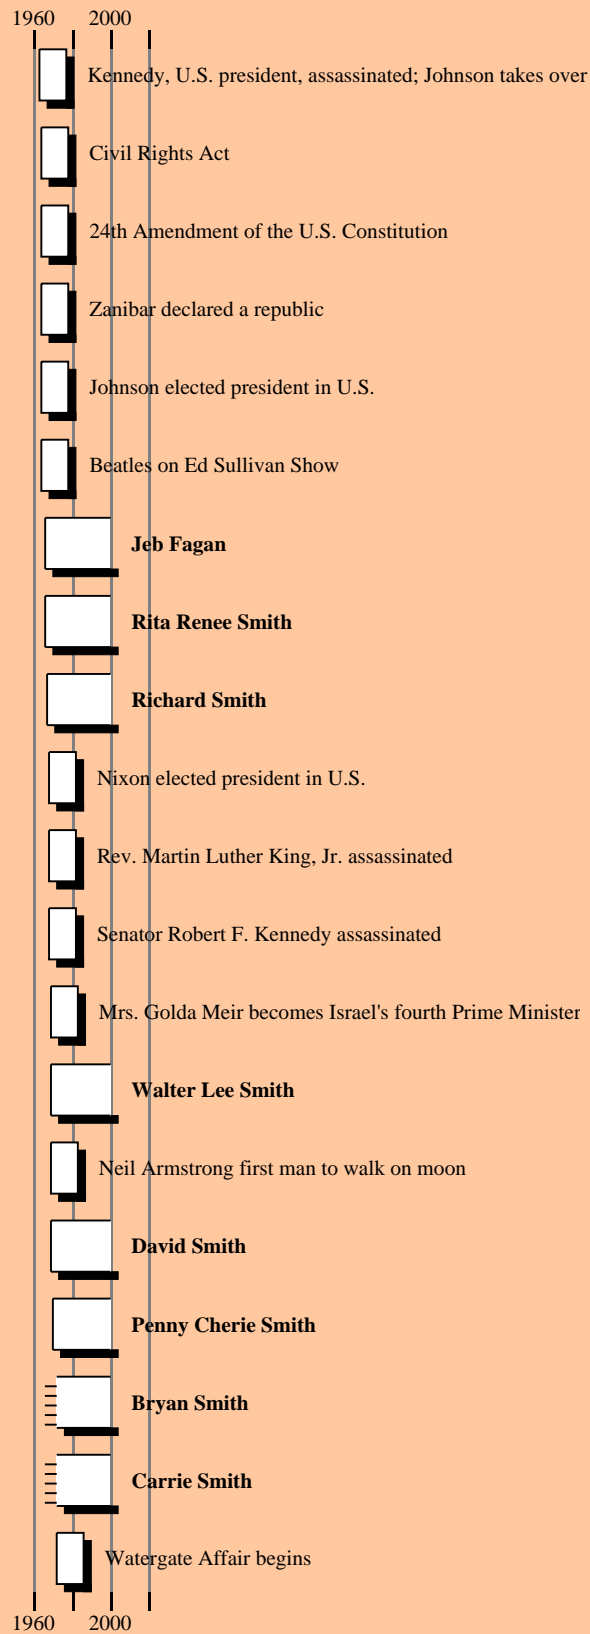 1960 2000
Kennedy, U.S. president, assassinated; Johnson takes over
Civil Rights Act
24th Amendment of the U.S. Constitution
Zanibar declared a republic
Johnson elected president in U.S.
Beatles on Ed Sullivan Show
Jeb Fagan
Rita Renee Smith
Richard Smith
Nixon elected president in U.S.
Rev. Martin Luther King, Jr. assassinated
Senator Robert F. Kennedy assassinated
Mrs. Golda Meir becomes Israel's fourth Prime Minister
Walter Lee Smith
Neil Armstrong first man to walk on moon
David Smith
Penny Cherie Smith
Bryan Smith
Carrie Smith
Watergate Affair begins
1960 2000